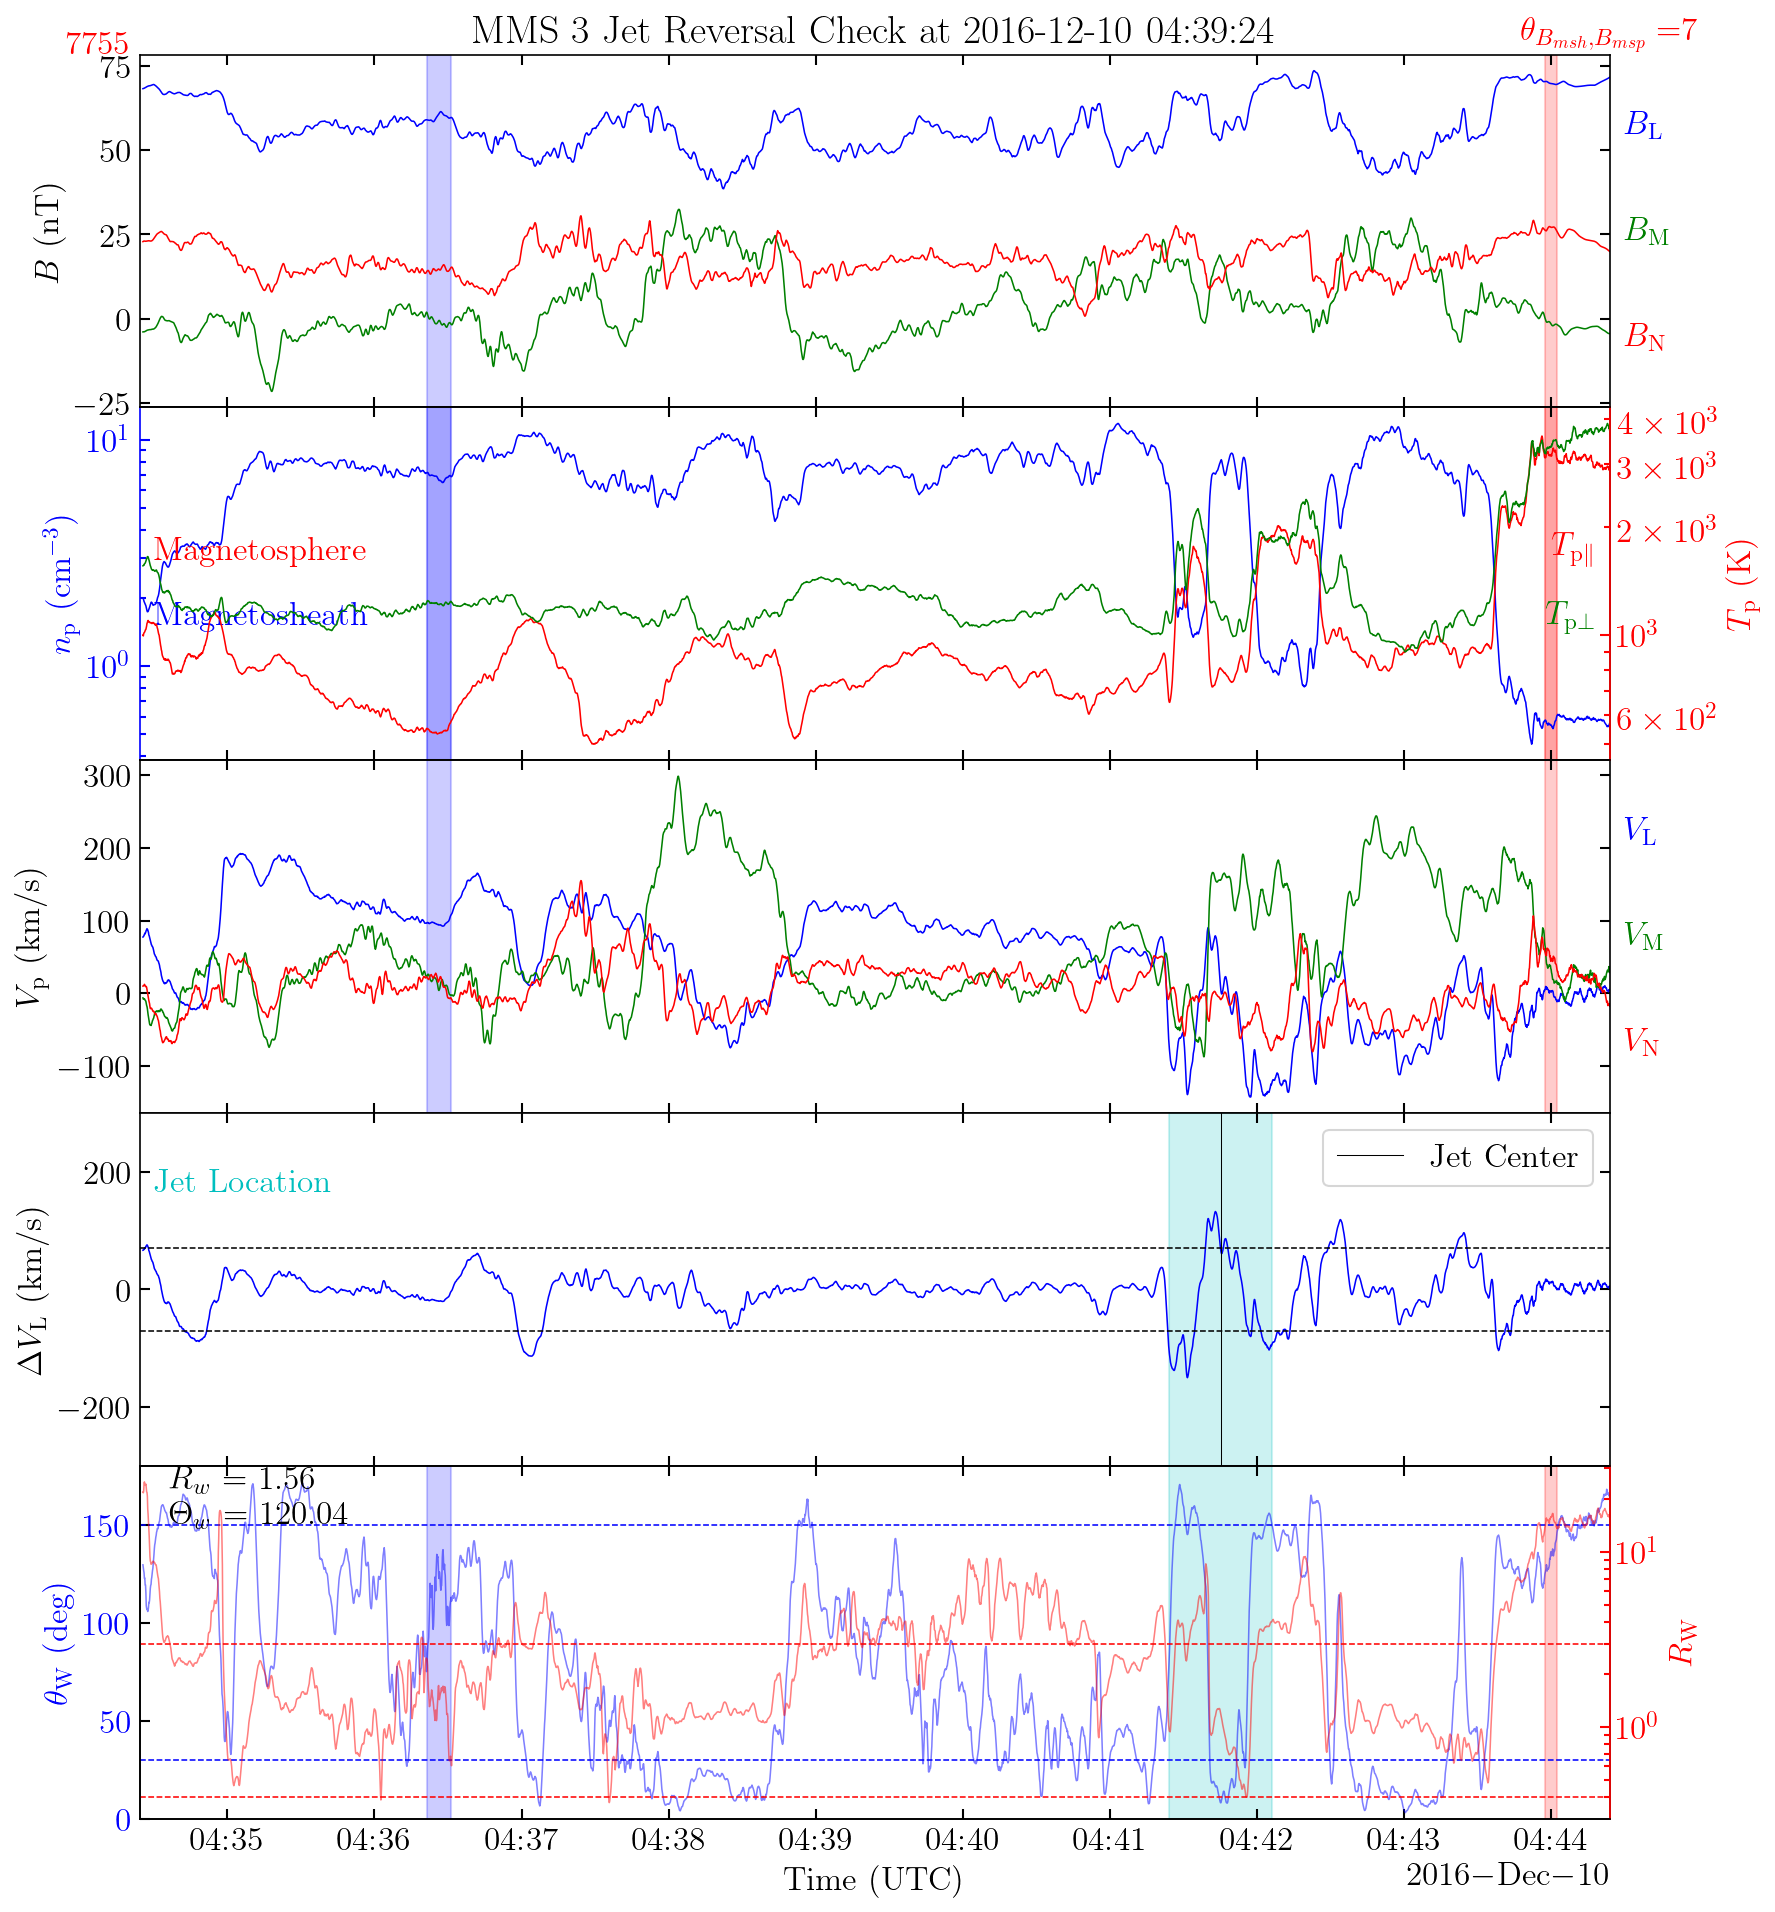 MMS 3 Jet Reversal Check at 2016-12-10 04:39:24
θ_{B_{msh},B_{msp}} =7
7755
75
50
25
0
−25
B (nT)
B_L
B_M
B_N
10^1
10^0
n_p (cm^{−3})
Magnetosphere
Magnetosheath
4 × 10^3
3 × 10^3
2 × 10^3
10^3
6 × 10^2
T_{p∥}
T_{p⊥}
T_p (K)
300
200
100
0
−100
V_p (km/s)
V_L
V_M
V_N
200
0
−200
ΔV_L (km/s)
Jet Location
Jet Center
R_w = 1.56
Θ_w = 120.04
150
100
50
0
θ_W (deg)
10^1
10^0
R_W
04:35 04:36 04:37 04:38 04:39 04:40 04:41 04:42 04:43 04:44
2016−Dec−10
Time (UTC)